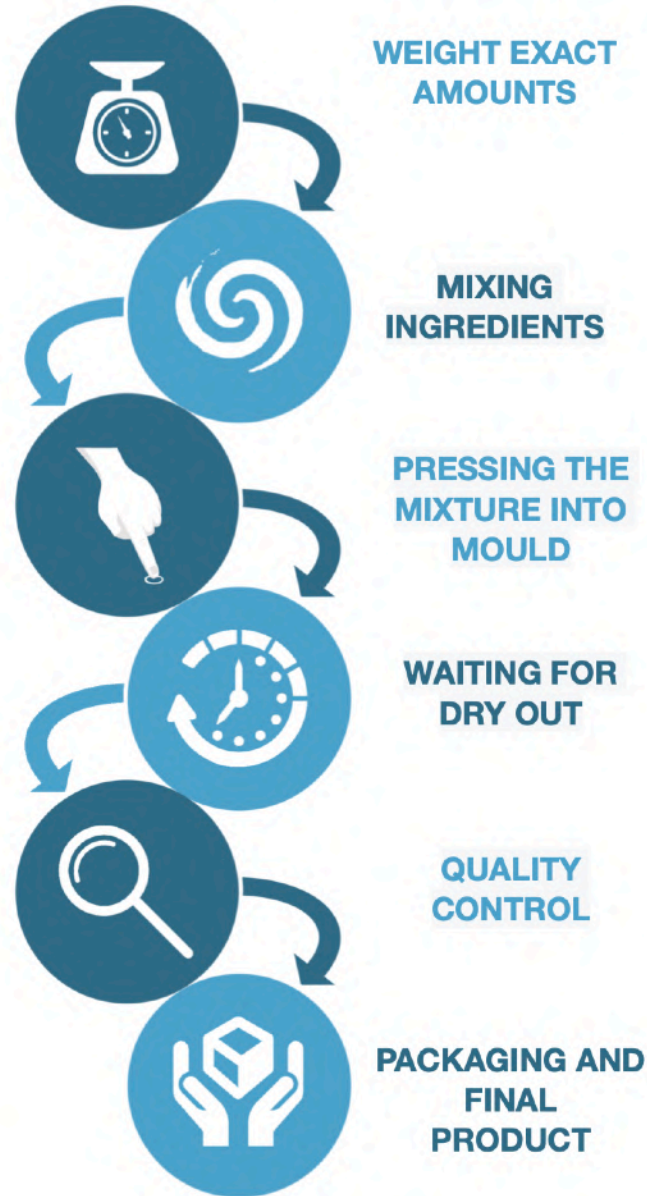 WEIGHT EXACT
AMOUNTS
MIXING
INGREDIENTS
PRESSING THE
MIXTURE INTO
MOULD
WAITING FOR
DRY OUT
QUALITY
CONTROL
PACKAGING AND
FINAL
PRODUCT